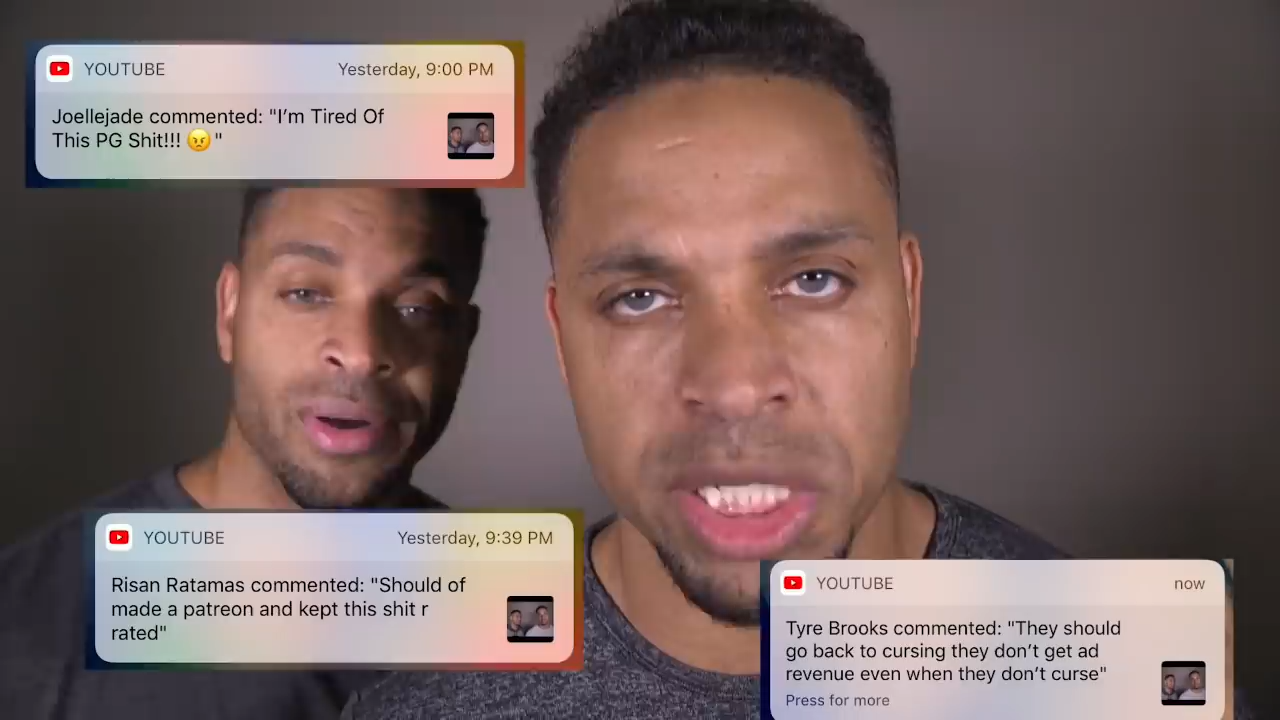 YOUTUBE
Yesterday, 9:00 PM
Joellejade commented: "I’m Tired Of
This PG Shit!!! 😠"
YOUTUBE
Yesterday, 9:39 PM
Risan Ratamas commented: "Should of
made a patreon and kept this shit r
rated"
YOUTUBE
now
Tyre Brooks commented: "They should
go back to cursing they don’t get ad
revenue even when they don’t curse"
Press for more